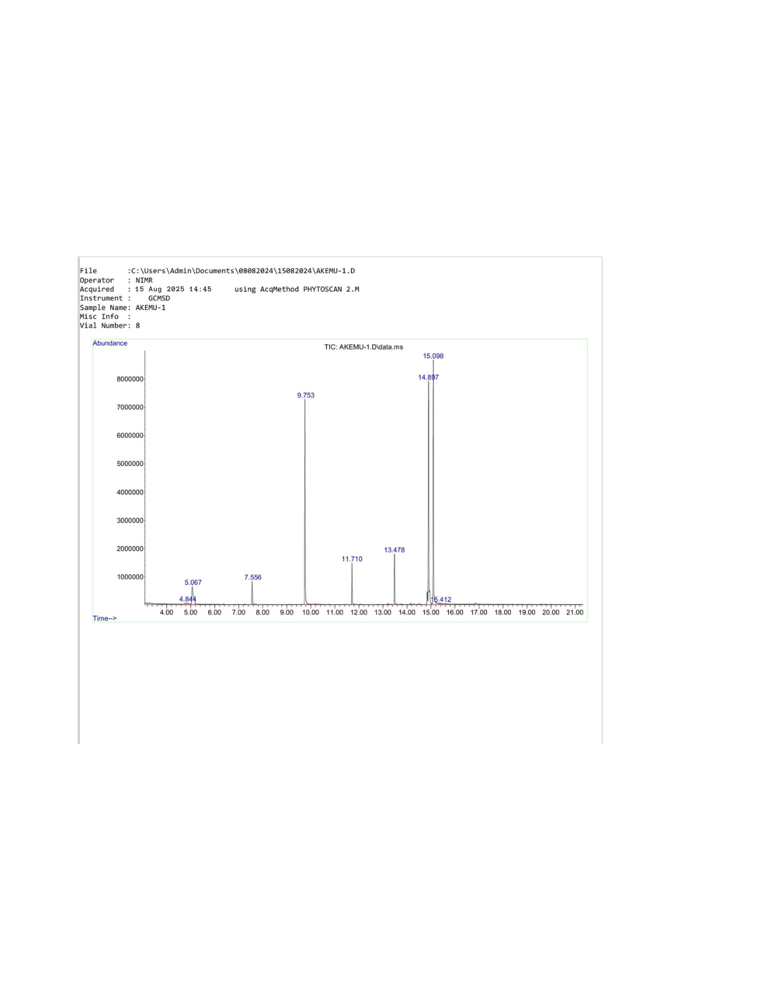 File       :C:\Users\Admin\Documents\08082024\15082024\AKEMU-1.D
Operator   : NIMR
Acquired   : 15 Aug 2025 14:45     using AcqMethod PHYTOSCAN 2.M
Instrument :    GCMSD
Sample Name: AKEMU-1
Misc Info  :
Vial Number: 8
Abundance
TIC: AKEMU-1.D\data.ms
15.098
14.897
8000000
9.753
7000000
6000000
5000000
4000000
3000000
2000000
13.478
11.710
7.556
1000000
5.067
4.844
15.412
4.00 5.00 6.00 7.00 8.00 9.00 10.00 11.00 12.00 13.00 14.00 15.00 16.00 17.00 18.00 19.00 20.00 21.00
Time-->